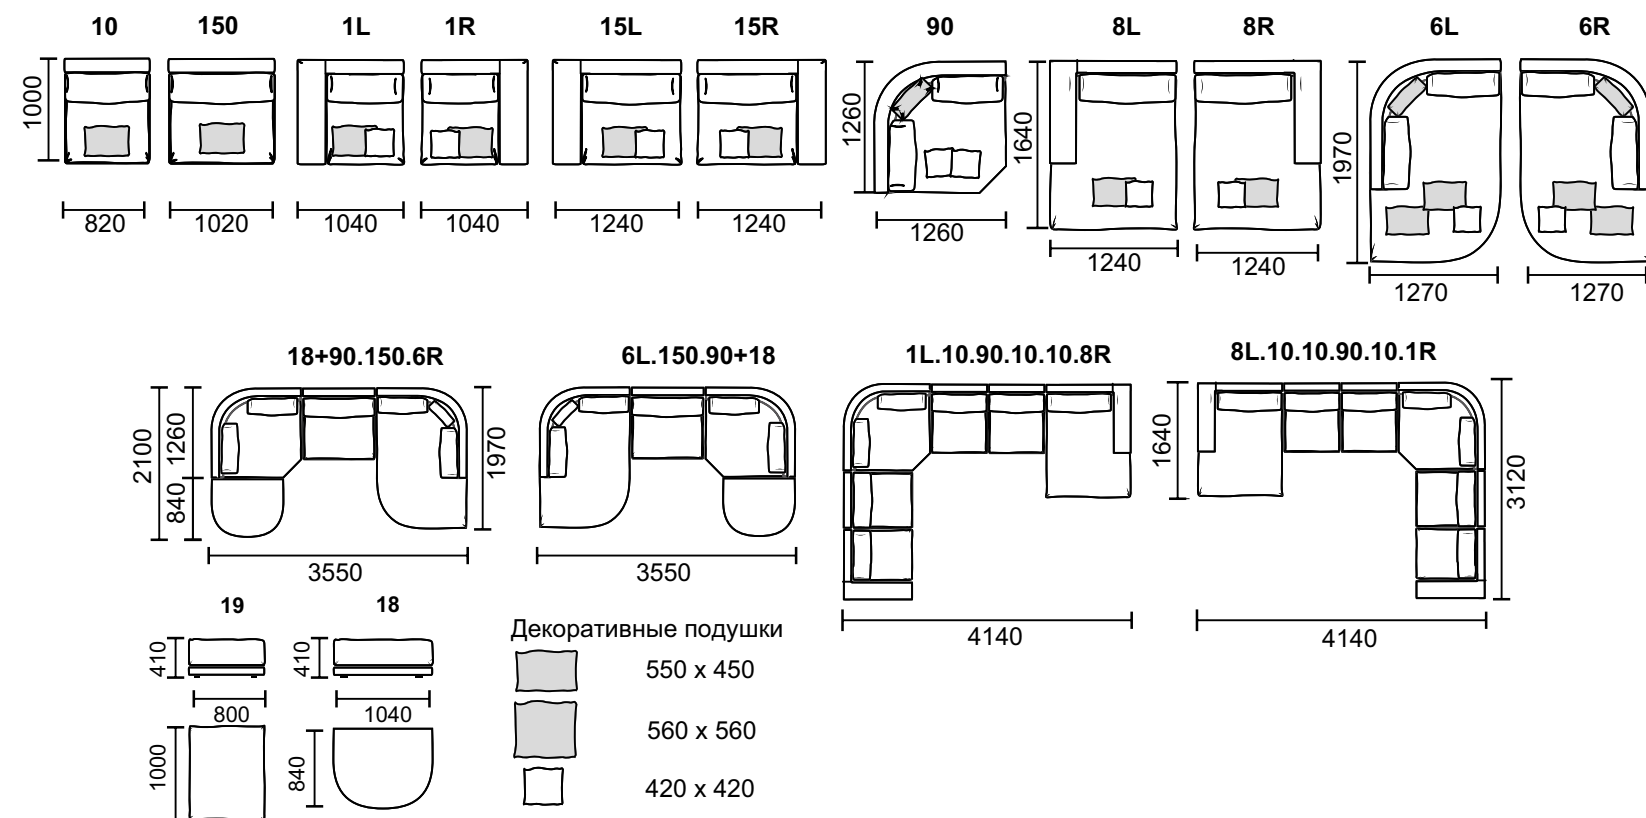 10 150 1L 1R 15L 15R 90 8L 8R 6L 6R
1000 1260 1640 1970
820 1020 1040 1040 1240 1240 1260 1240 1240 1270 1270
18+90.150.6R 6L.150.90+18 1L.10.90.10.10.8R 8L.10.10.90.10.1R
2100 1260 840 1970 1640 3120
3550 3550 4140 4140
19 18
410 410
800 1040
1000 840
Декоративные подушки
550 x 450
560 x 560
420 x 420